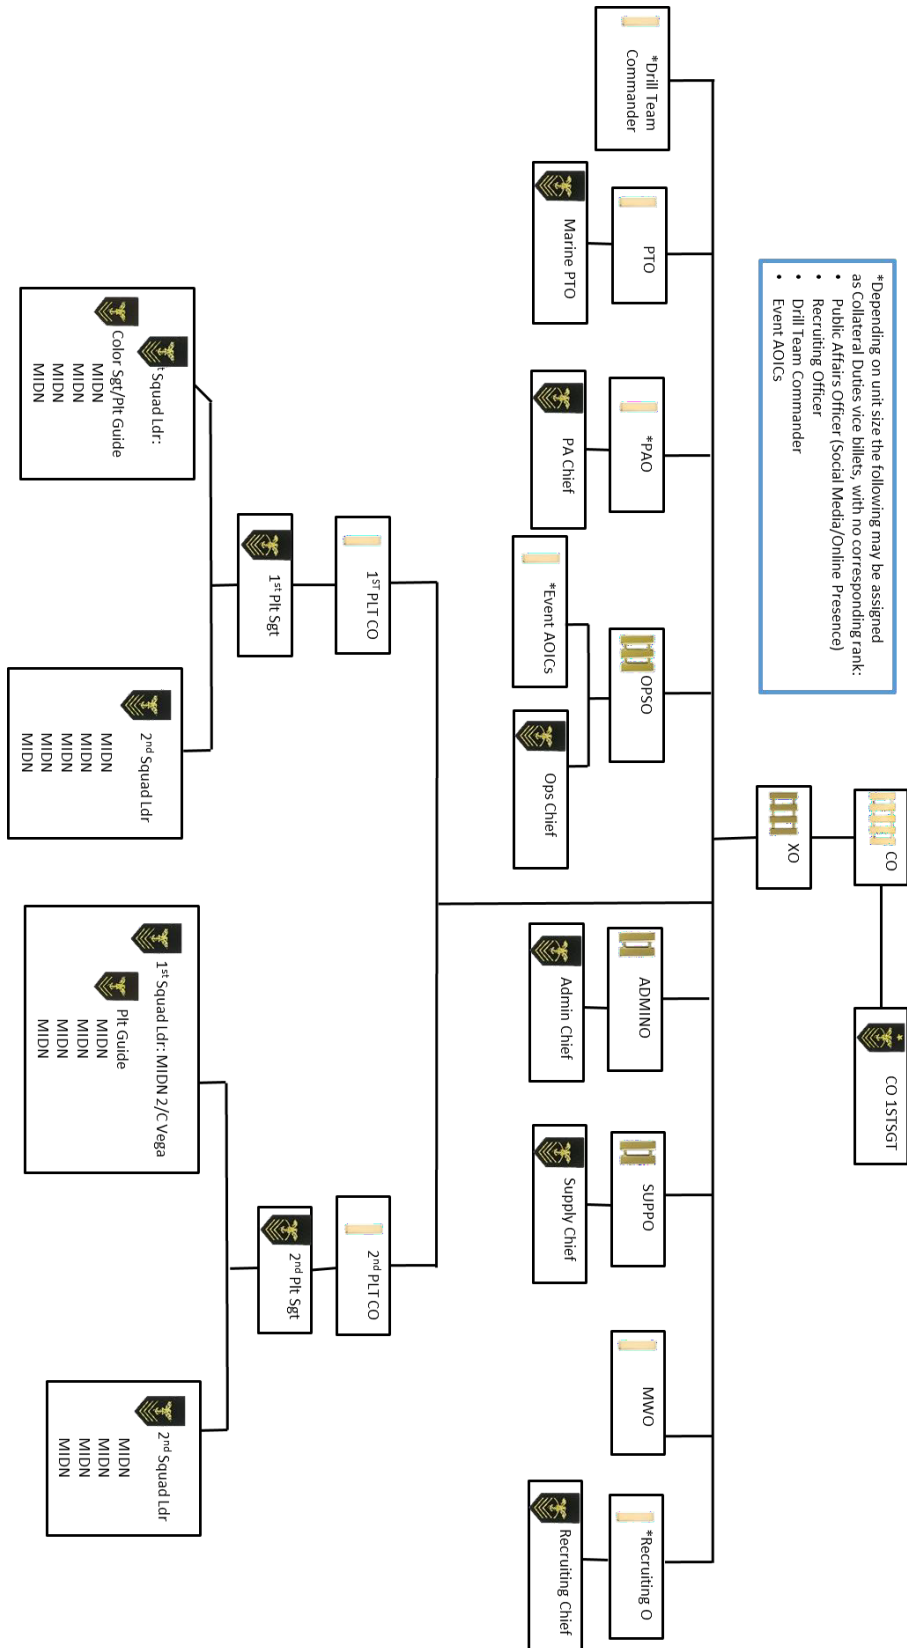 CO
CO 1STSGT
XO
*Depending on unit size the following may be assigned
as Collateral Duties vice billets, with no corresponding rank:
• Public Affairs Officer (Social Media/Online Presence)
• Recruiting Officer
• Drill Team Commander
• Event AOICs
*Drill Team
Commander
PTO
*PAO
OPSO
ADMINO
SUPPO
MWO
*Recruiting O
Marine PTO
PA Chief
*Event AOICs
Ops Chief
Admin Chief
Supply Chief
Recruiting Chief
1ST PLT CO
2nd PLT CO
1st Plt Sgt
2nd Plt Sgt
st Squad Ldr:
Color Sgt/Plt Guide
MIDN
MIDN
MIDN
MIDN
2nd Squad Ldr
MIDN
MIDN
MIDN
MIDN
MIDN
1st Squad Ldr: MIDN 2/C Vega
Plt Guide
MIDN
MIDN
MIDN
MIDN
2nd Squad Ldr
MIDN
MIDN
MIDN
MIDN